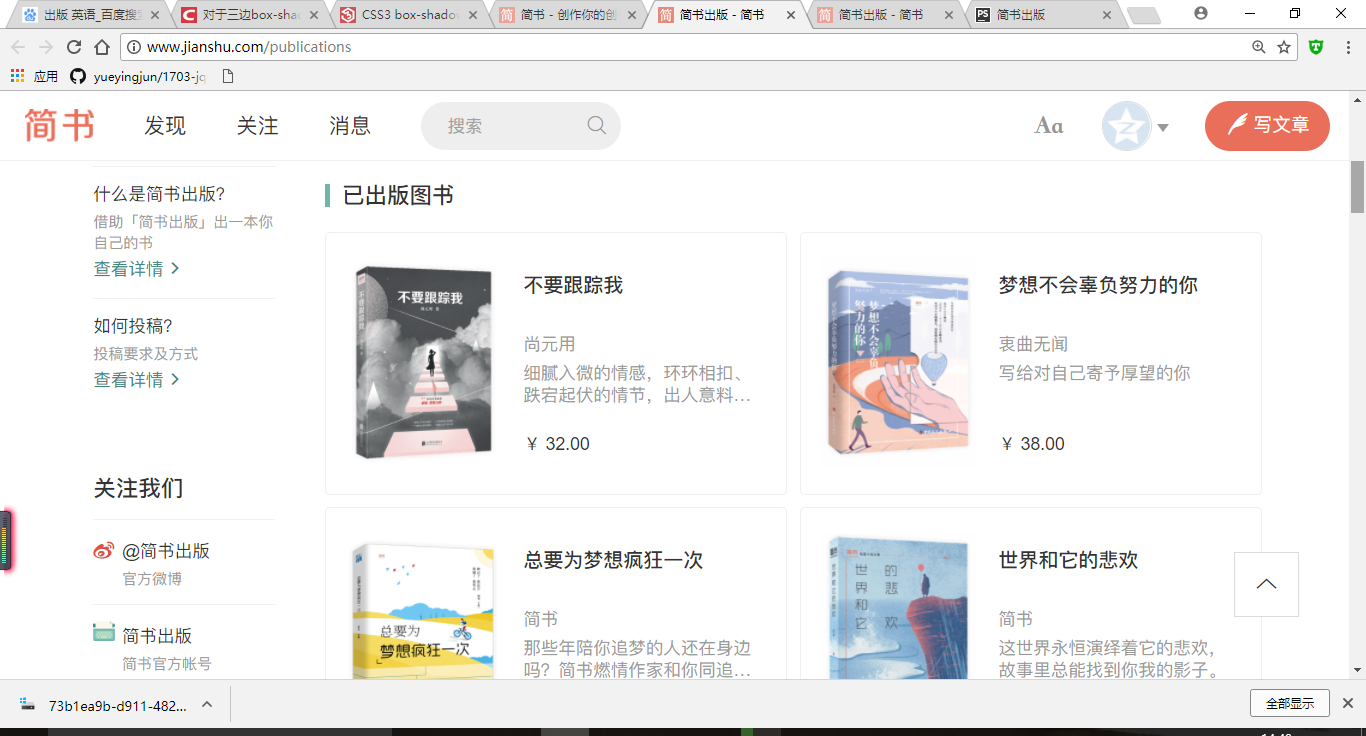 出版 英语_百度搜索
对于三边box-sha
CSS3 box-shadow
简书 - 创作你的创
简书出版 - 简书
简书出版 - 简书
简书出版
www.jianshu.com/publications
应用
yueyingjun/1703-jq
简书
发现
关注
消息
搜索
Aa
写文章
什么是简书出版?
借助「简书出版」出一本你
自己的书
查看详情
如何投稿?
投稿要求及方式
查看详情
关注我们
@简书出版
官方微博
简书出版
简书官方帐号
已出版图书
不要跟踪我
不要跟踪我
不要跟踪我
尚元用
细腻入微的情感，环环相扣、
跌宕起伏的情节，出人意料...
￥ 32.00
梦想不会辜负
努力的你
梦想不会辜负努力的你
衷曲无闻
写给对自己寄予厚望的你
￥ 38.00
总要为
梦想疯狂一次
总要为梦想疯狂一次
简书
那些年陪你追梦的人还在身边
吗？简书燃情作家和你同追...
世界和它
的悲欢
世界和它的悲欢
简书
这世界永恒演绎着它的悲欢，
故事里总能找到你我的影子。
73b1ea9b-d911-482...
全部显示